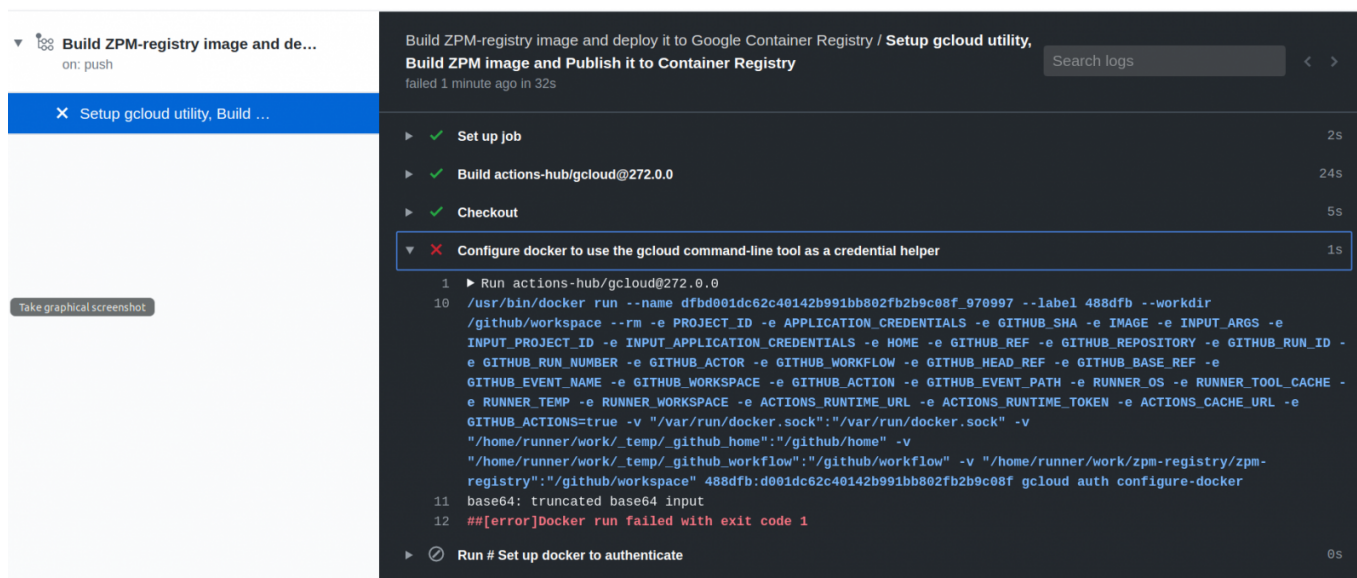 Build ZPM-registry image and de...
on: push
Setup gcloud utility, Build ...
Take graphical screenshot
Build ZPM-registry image and deploy it to Google Container Registry / Setup gcloud utility,
Build ZPM image and Publish it to Container Registry
failed 1 minute ago in 32s
Search logs
Set up job 2s
Build actions-hub/gcloud@272.0.0 24s
Checkout 5s
Configure docker to use the gcloud command-line tool as a credential helper 1s
1 Run actions-hub/gcloud@272.0.0
10 /usr/bin/docker run --name dfbd001dc62c40142b991bb802fb2b9c08f_970997 --label 488dfb --workdir
/github/workspace --rm -e PROJECT_ID -e APPLICATION_CREDENTIALS -e GITHUB_SHA -e IMAGE -e INPUT_ARGS -e
INPUT_PROJECT_ID -e INPUT_APPLICATION_CREDENTIALS -e HOME -e GITHUB_REF -e GITHUB_REPOSITORY -e GITHUB_RUN_ID -
e GITHUB_RUN_NUMBER -e GITHUB_ACTOR -e GITHUB_WORKFLOW -e GITHUB_HEAD_REF -e GITHUB_BASE_REF -e
GITHUB_EVENT_NAME -e GITHUB_WORKSPACE -e GITHUB_ACTION -e GITHUB_EVENT_PATH -e RUNNER_OS -e RUNNER_TOOL_CACHE -
e RUNNER_TEMP -e RUNNER_WORKSPACE -e ACTIONS_RUNTIME_URL -e ACTIONS_RUNTIME_TOKEN -e ACTIONS_CACHE_URL -e
GITHUB_ACTIONS=true -v "/var/run/docker.sock":"/var/run/docker.sock" -v
"/home/runner/work/_temp/_github_home":"/github/home" -v
"/home/runner/work/_temp/_github_workflow":"/github/workflow" -v "/home/runner/work/zpm-registry/zpm-
registry":"/github/workspace" 488dfb:d001dc62c40142b991bb802fb2b9c08f gcloud auth configure-docker
11 base64: truncated base64 input
12 ##[error]Docker run failed with exit code 1
Run # Set up docker to authenticate 0s